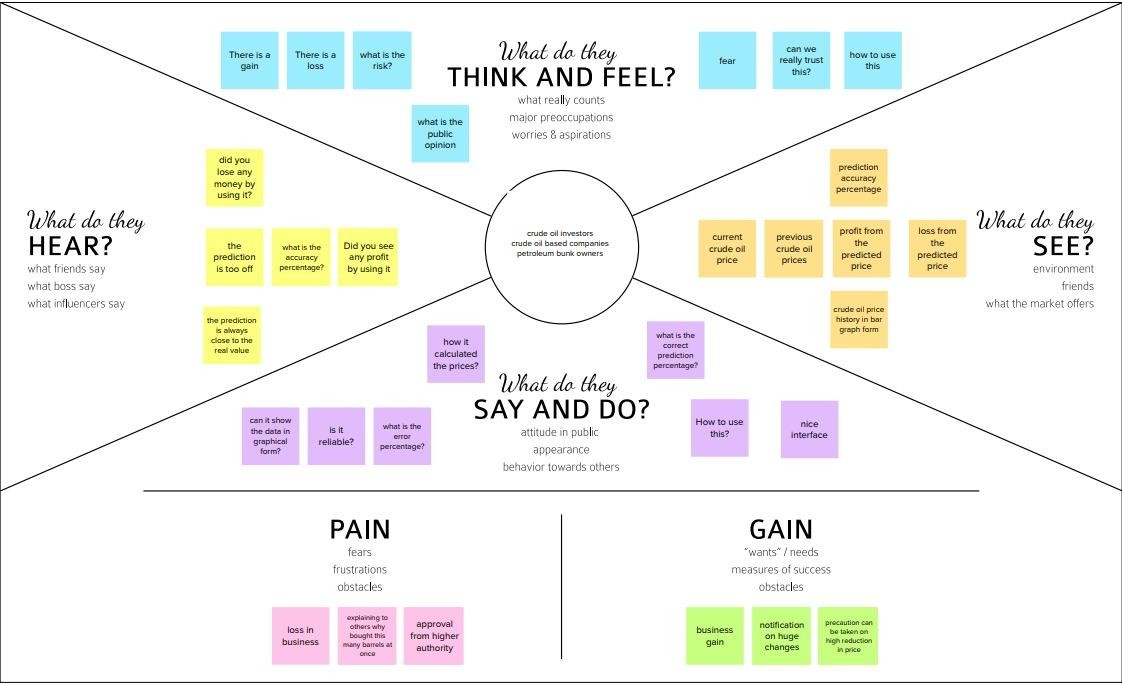 There is a
gain
There is a
loss
what is the
risk?
what is the
public
opinion
What do they
THINK AND FEEL?
what really counts
major preoccupations
worries & aspirations
fear
can we
really trust
this?
how to use
this
What do they
HEAR?
what friends say
what boss say
what influencers say
did you
lose any
money by
using it?
the
prediction
is too off
what is the
accuracy
percentage?
Did you see
any profit
by using it
the prediction
is always
close to the
real value
crude oil investors
crude oil based companies
petroleum bunk owners
prediction
accuracy
percentage
current
crude oil
price
previous
crude oil
prices
profit from
the
predicted
price
loss from
the
predicted
price
crude oil price
history in bar
graph form
What do they
SEE?
environment
friends
what the market offers
how it
calculated
the prices?
what is the
correct
prediction
percentage?
What do they
SAY AND DO?
attitude in public
appearance
behavior towards others
can it show
the data in
graphical
form?
is it
reliable?
what is the
error
percentage?
How to use
this?
nice
interface
PAIN
fears
frustrations
obstacles
loss in
business
explaining to
others why
bought this
many barrels at
once
approval
from higher
authority
GAIN
"wants" / needs
measures of success
obstacles
business
gain
notification
on huge
changes
precaution can
be taken on
high reduction
in price